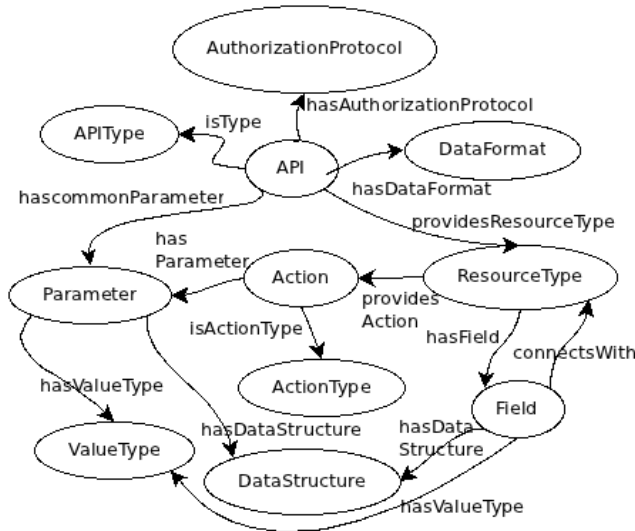 AuthorizationProtocol
hasAuthorizationProtocol
isType
APIType
API
DataFormat
hasDataFormat
hascommonParameter
providesResourceType
has
Parameter
Parameter
Action
ResourceType
provides
Action
isActionType
hasField
connectsWith
hasValueType
ActionType
Field
hasDataStructure
hasData
Structure
ValueType
DataStructure
hasValueType